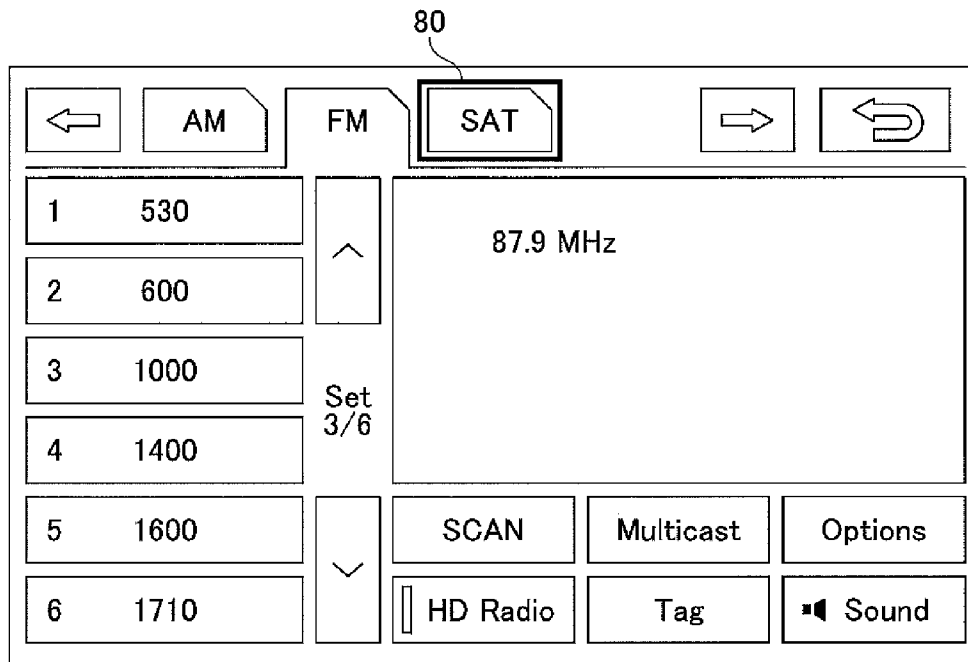 80
AM FM SAT
1 530
2 600
3 1000
4 1400
5 1600
6 1710
Set
3/6
87.9 MHz
SCAN Multicast Options
HD Radio Tag Sound